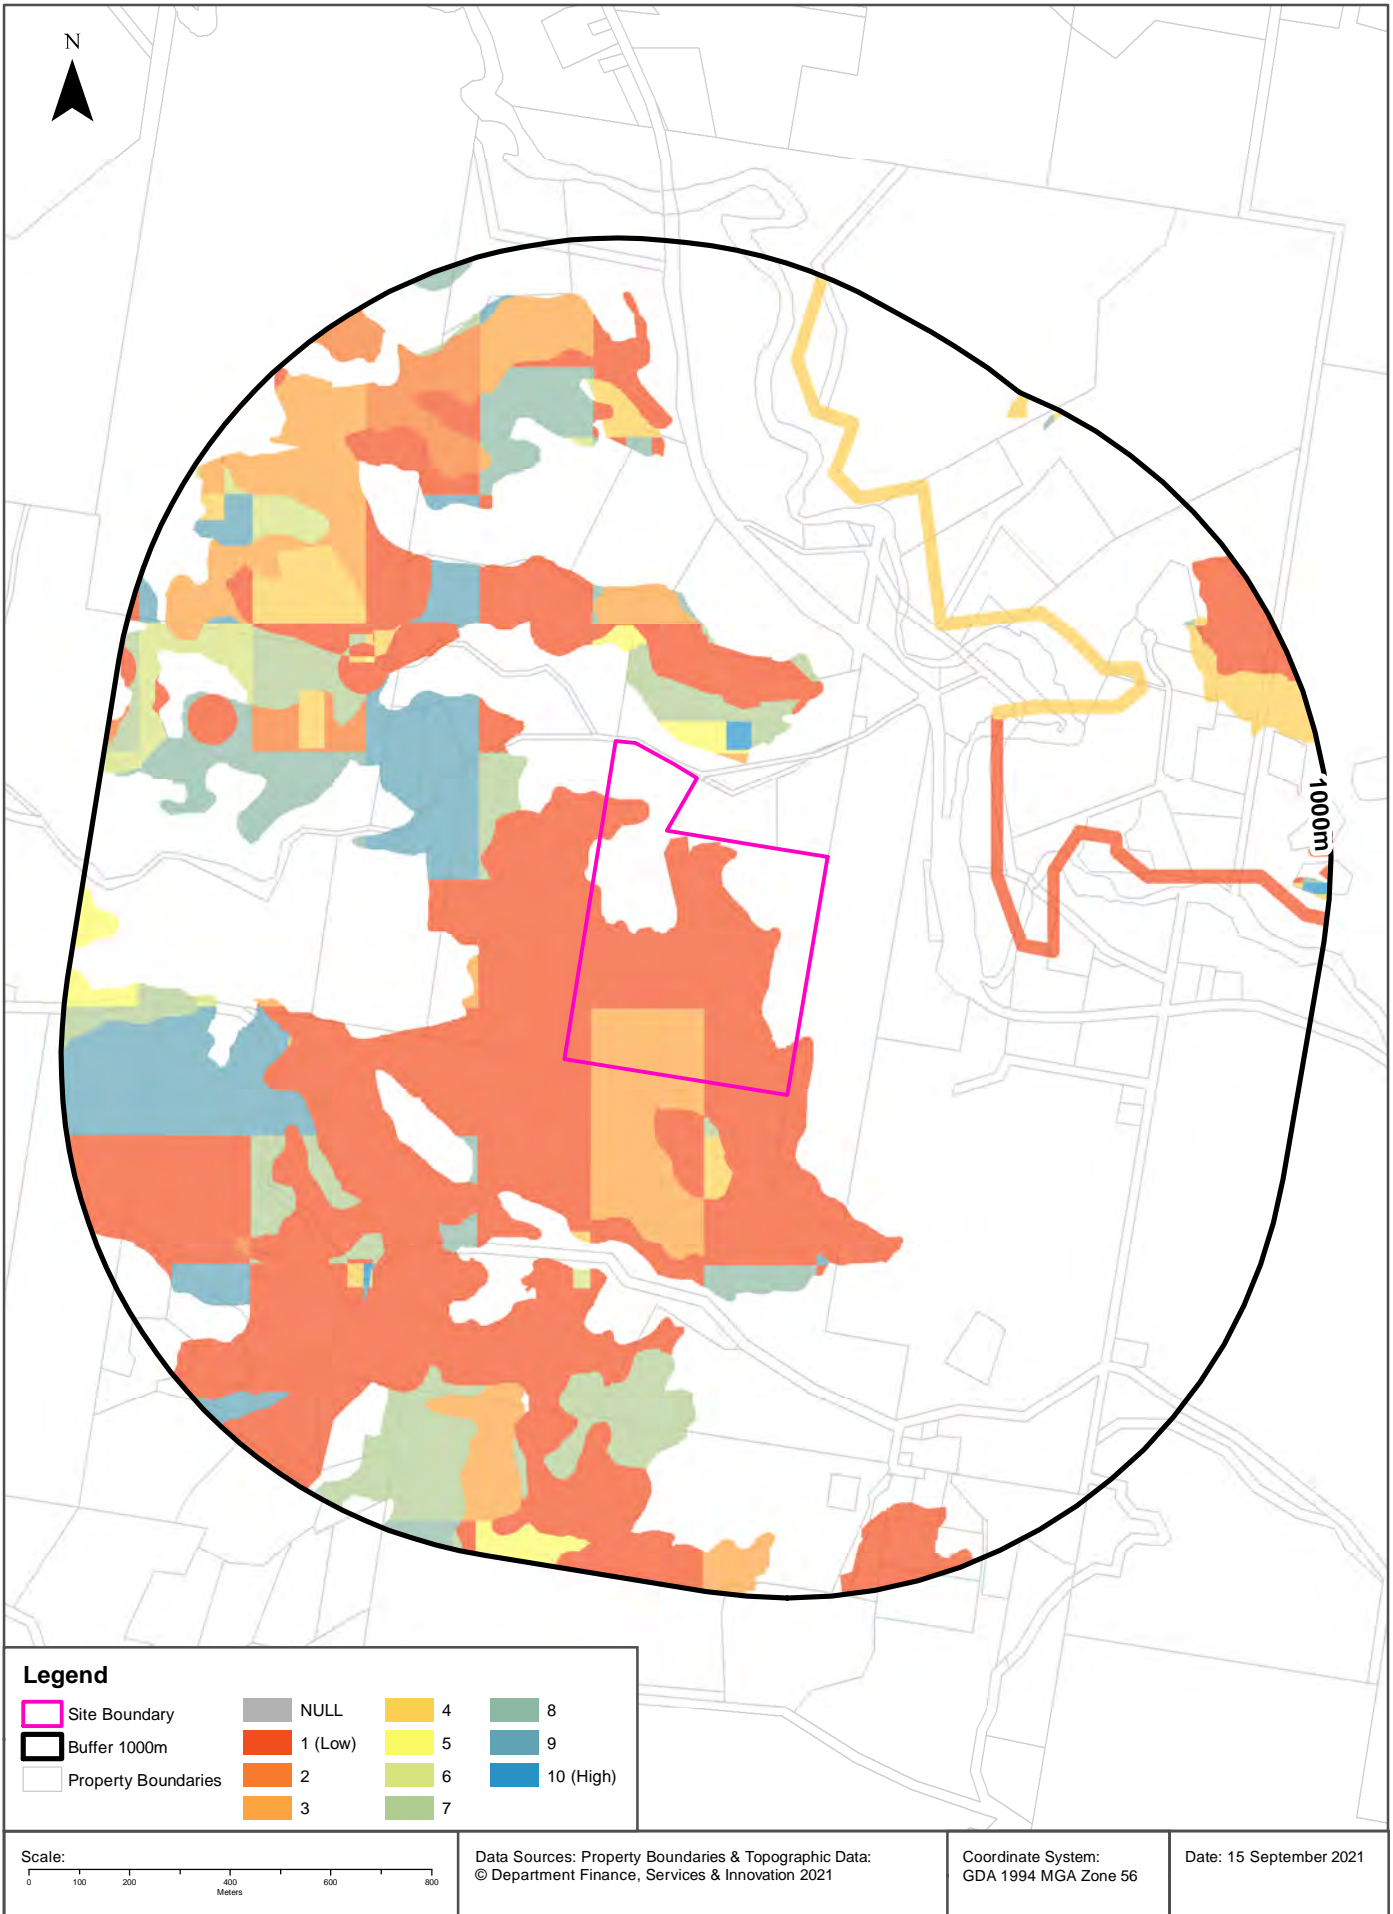 N
1000m
Legend
Site Boundary
Buffer 1000m
Property Boundaries
NULL
1 (Low)
2
3
4
5
6
7
8
9
10 (High)
Scale:
0 100 200 400 600 800
Meters
Data Sources: Property Boundaries & Topographic Data:
© Department Finance, Services & Innovation 2021
Coordinate System:
GDA 1994 MGA Zone 56
Date: 15 September 2021